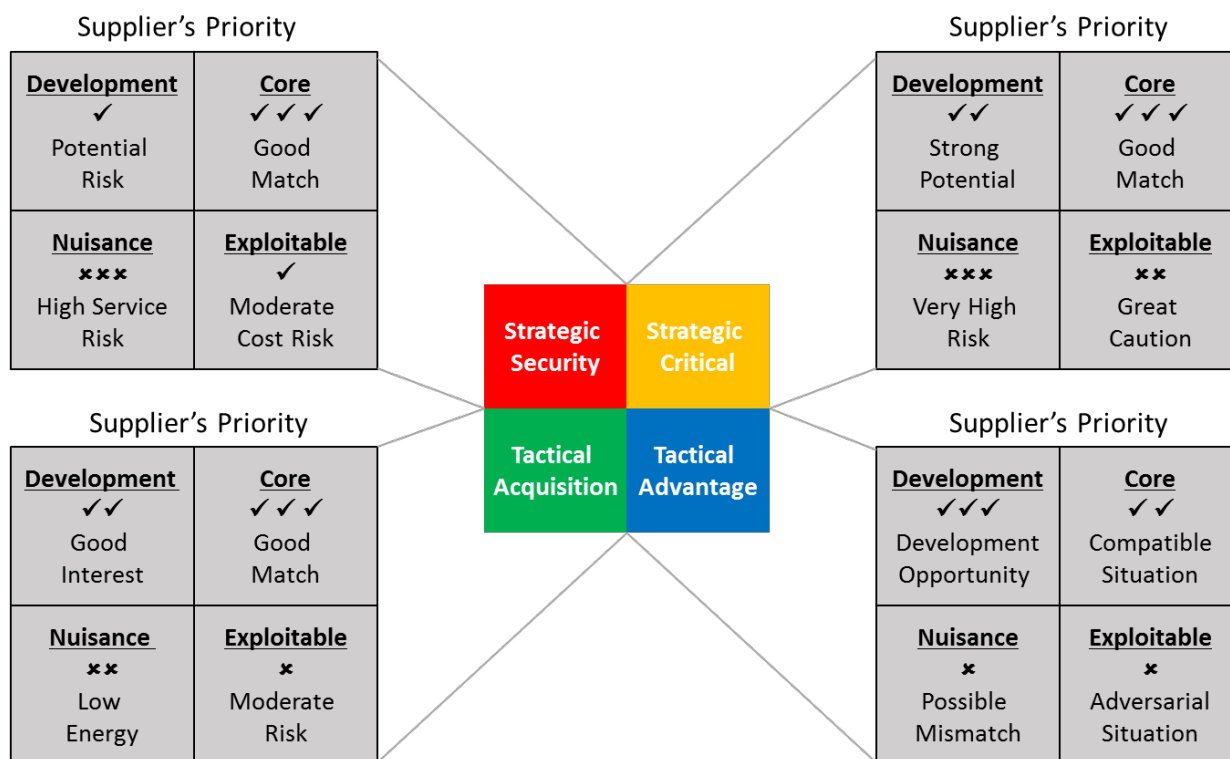 Supplier's Priority
Development
✓
Potential
Risk
Core
✓ ✓ ✓
Good
Match
Nuisance
✘✘✘
High Service
Risk
Exploitable
✓
Moderate
Cost Risk
Supplier's Priority
Development
✓✓
Strong
Potential
Core
✓ ✓ ✓
Good
Match
Nuisance
✘✘✘
Very High
Risk
Exploitable
✘✘
Great
Caution
Strategic
Security
Strategic
Critical
Tactical
Acquisition
Tactical
Advantage
Supplier's Priority
Development
✓✓
Good
Interest
Core
✓ ✓ ✓
Good
Match
Nuisance
✘✘
Low
Energy
Exploitable
✘
Moderate
Risk
Supplier's Priority
Development
✓✓✓
Development
Opportunity
Core
✓ ✓
Compatible
Situation
Nuisance
✘
Possible
Mismatch
Exploitable
✘
Adversarial
Situation